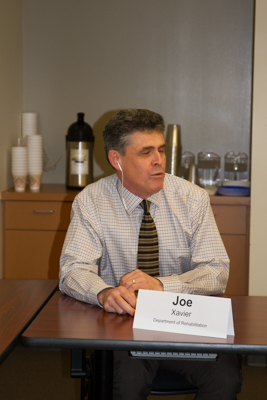 Joe
Xavier
Department of Rehabilitation